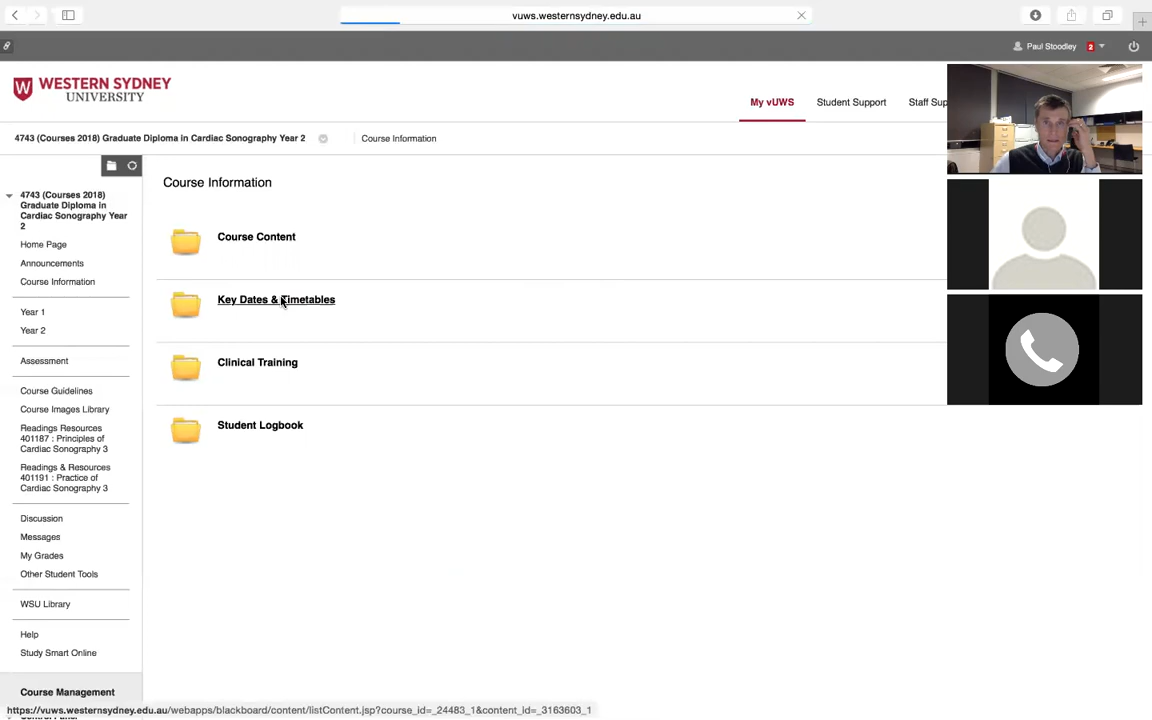 vuws.westernsydney.edu.au
Paul Stoodley 2
WESTERN SYDNEY
UNIVERSITY
My vUWS Student Support Staff Sup
4743 (Courses 2018) Graduate Diploma in Cardiac Sonography Year 2 Course Information
4743 (Courses 2018)
Graduate Diploma in
Cardiac Sonography Year
2
Home Page
Announcements
Course Information
Year 1
Year 2
Assessment
Course Guidelines
Course Images Library
Readings Resources
401187 : Principles of
Cardiac Sonography 3
Readings & Resources
401191 : Practice of
Cardiac Sonography 3
Discussion
Messages
My Grades
Other Student Tools
WSU Library
Help
Study Smart Online
Course Management
Course Information
Course Content
Key Dates & Timetables
Clinical Training
Student Logbook
https://vuws.westernsydney.edu.au/webapps/blackboard/content/listContent.jsp?course_id=_24483_1&content_id=_3163603_1